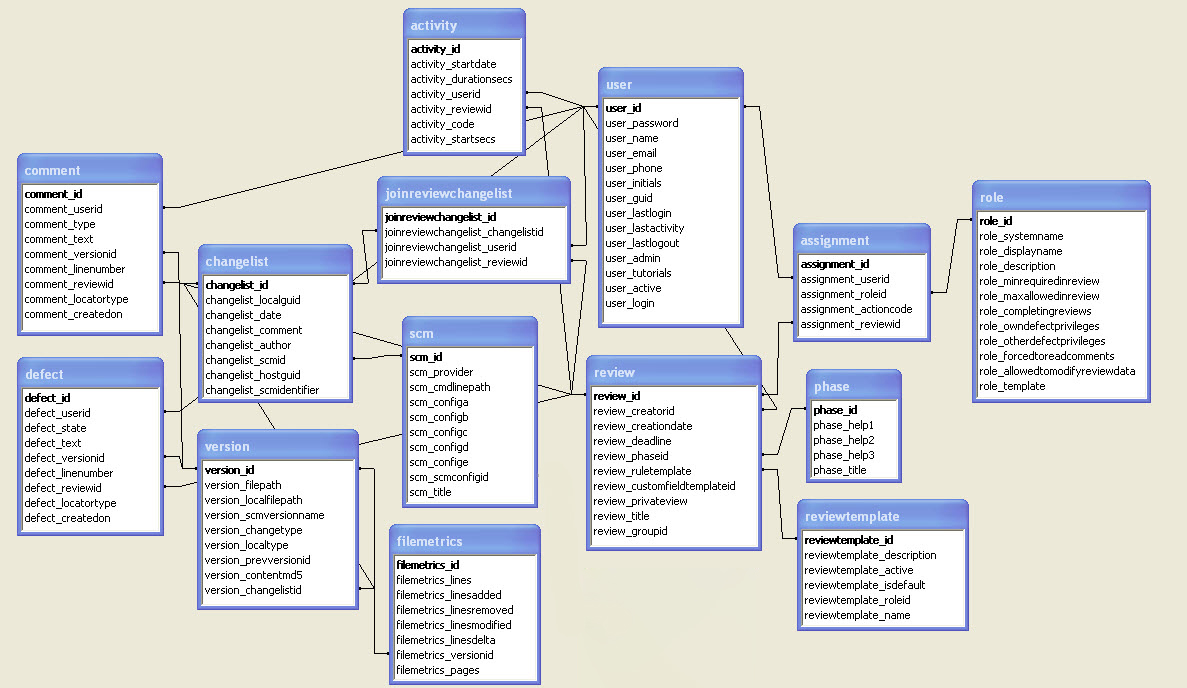 activity
activity_id
activity_startdate
activity_durationsecs
activity_userid
activity_reviewid
activity_code
activity_startsecs
user
user_id
user_password
user_name
user_email
user_phone
user_initials
user_guid
user_lastlogin
user_lastactivity
user_lastlogout
user_admin
user_tutorials
user_active
user_login
comment
comment_id
comment_userid
comment_type
comment_text
comment_versionid
comment_linenumber
comment_reviewid
comment_locatortype
comment_createdon
joinreviewchangelist
joinreviewchangelist_id
joinreviewchangelist_changelistid
joinreviewchangelist_userid
joinreviewchangelist_reviewid
role
role_id
role_systemname
role_displayname
role_description
role_minrequiredinreview
role_maxallowedinreview
role_completingreviews
role_owndefectprivileges
role_otherdefectprivileges
role_forcedtoreadcomments
role_allowedtomodifyreviewdata
role_template
assignment
assignment_id
assignment_userid
assignment_roleid
assignment_actioncode
assignment_reviewid
changelist
changelist_id
changelist_localguid
changelist_date
changelist_comment
changelist_author
changelist_scmid
changelist_hostguid
changelist_scmidentifier
scm
scm_id
scm_provider
scm_cmdlinepath
scm_configa
scm_configb
scm_configc
scm_configd
scm_confige
scm_scmconfigid
scm_title
defect
defect_id
defect_userid
defect_state
defect_text
defect_versionid
defect_linenumber
defect_reviewid
defect_locatortype
defect_createdon
review
review_id
review_creatorid
review_creationdate
review_deadline
review_phaseid
review_ruletemplate
review_customfieldtemplateid
review_privateview
review_title
review_groupid
phase
phase_id
phase_help1
phase_help2
phase_help3
phase_title
version
version_id
version_filepath
version_localfilepath
version_scmversionname
version_changetype
version_localtype
version_prevversionid
version_contentmd5
version_changelistid
reviewtemplate
reviewtemplate_id
reviewtemplate_description
reviewtemplate_active
reviewtemplate_isdefault
reviewtemplate_roleid
reviewtemplate_name
filemetrics
filemetrics_id
filemetrics_lines
filemetrics_linesadded
filemetrics_linesremoved
filemetrics_linesmodified
filemetrics_linesdelta
filemetrics_versionid
filemetrics_pages